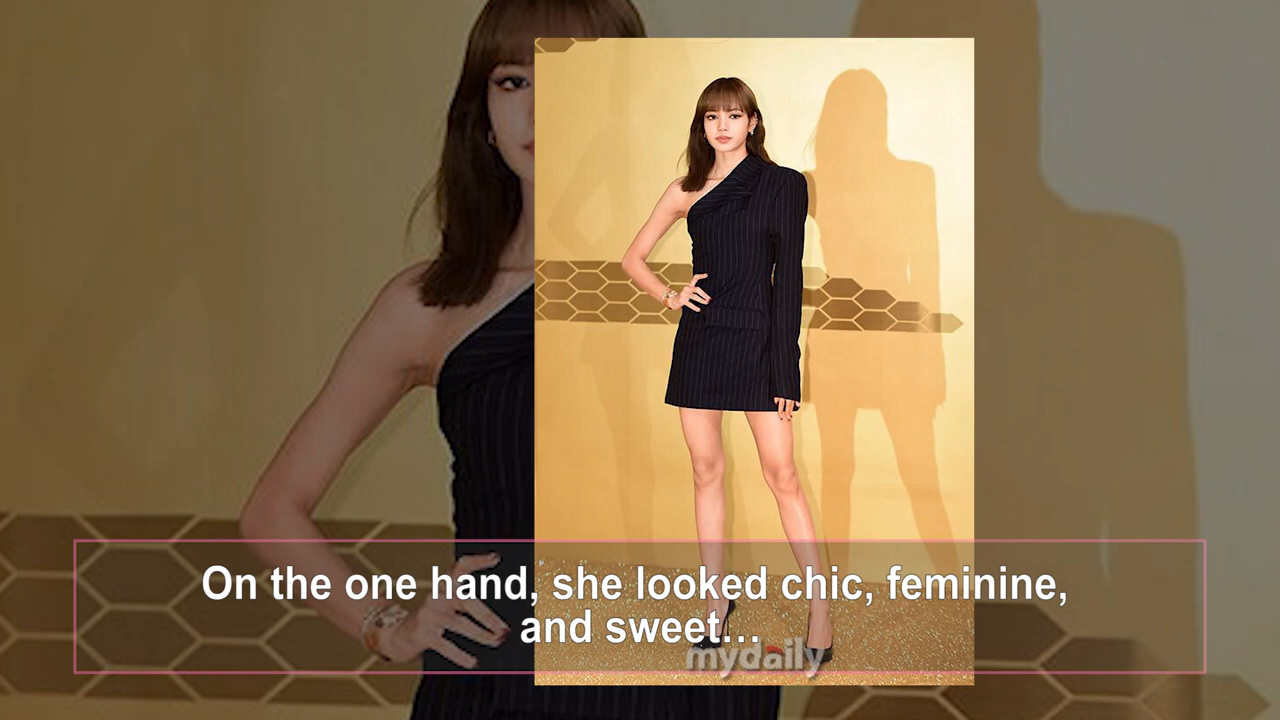 On the one hand, she looked chic, feminine,
and sweet...
mydaily